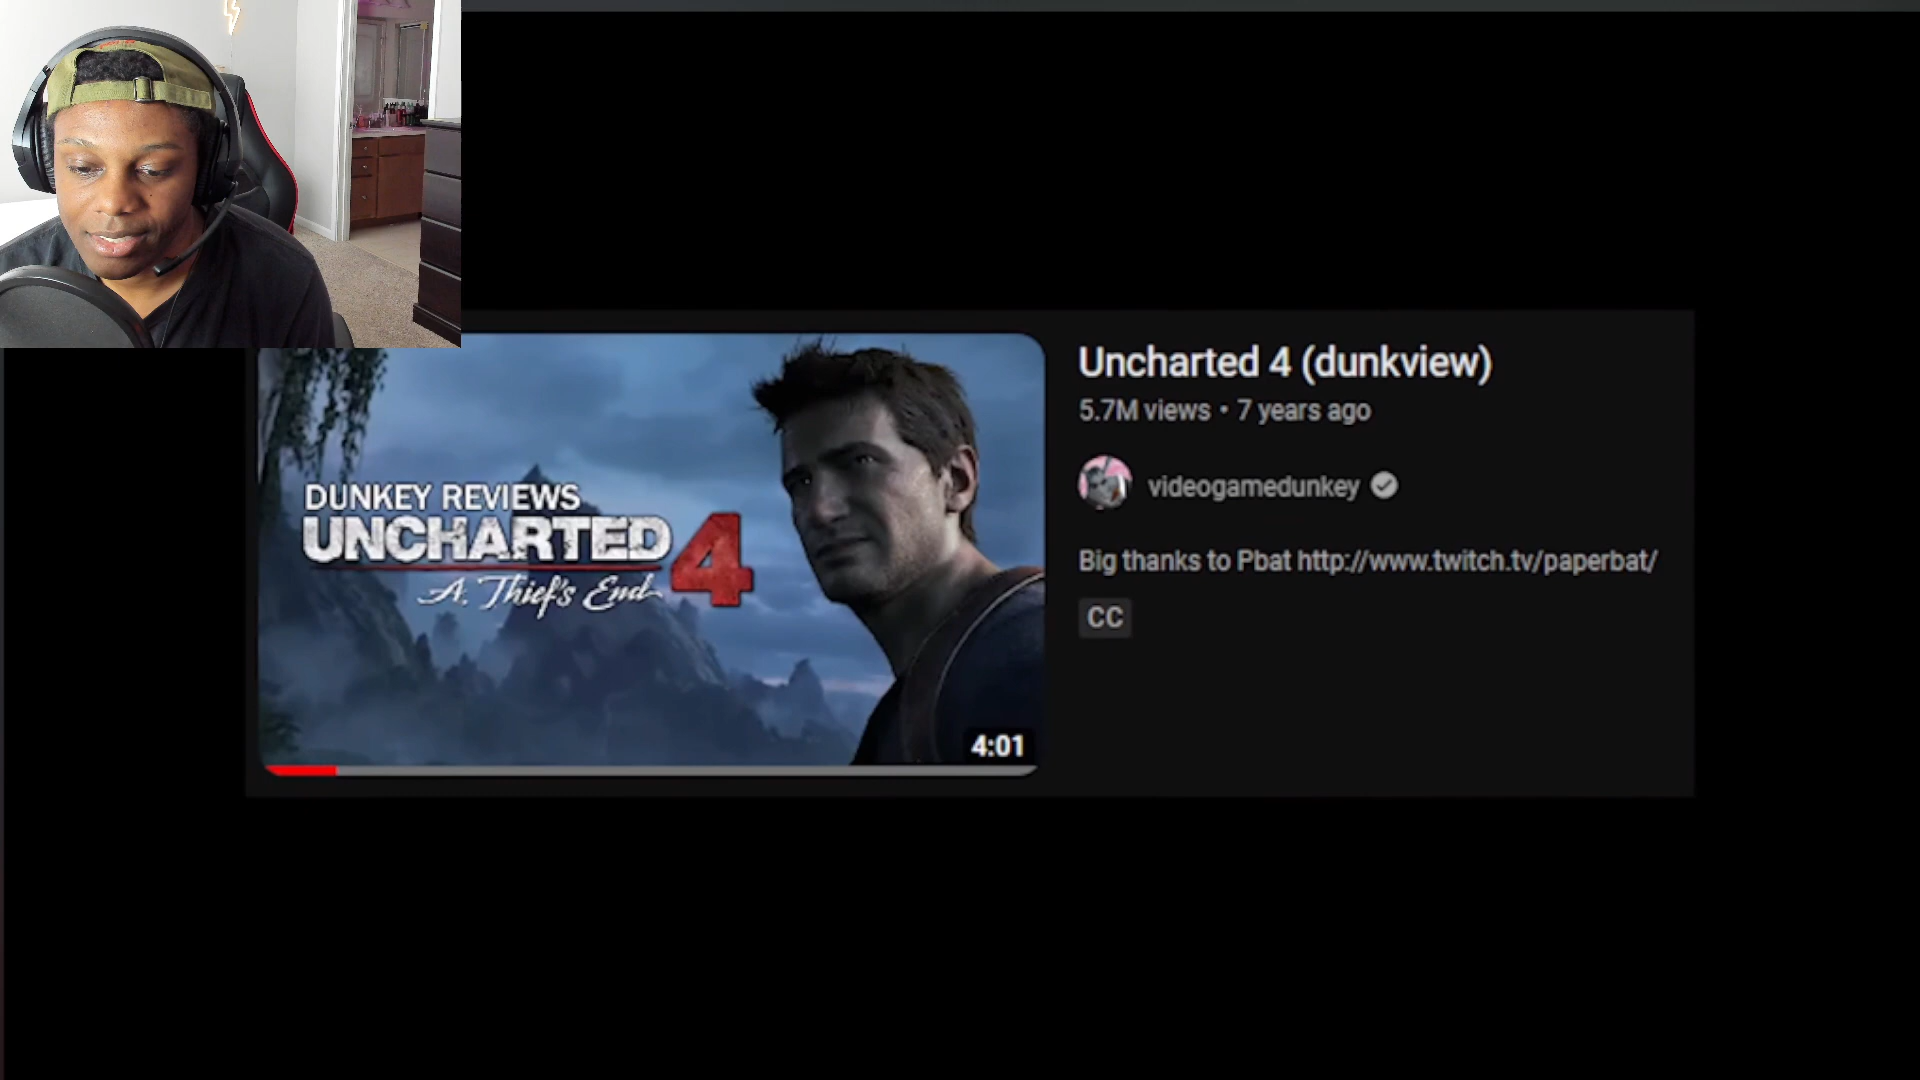 DUNKEY REVIEWS
UNCHARTED 4
A Thief's End
4:01
Uncharted 4 (dunkview)
5.7M views • 7 years ago
videogamedunkey
Big thanks to Pbat http://www.twitch.tv/paperbat/
CC